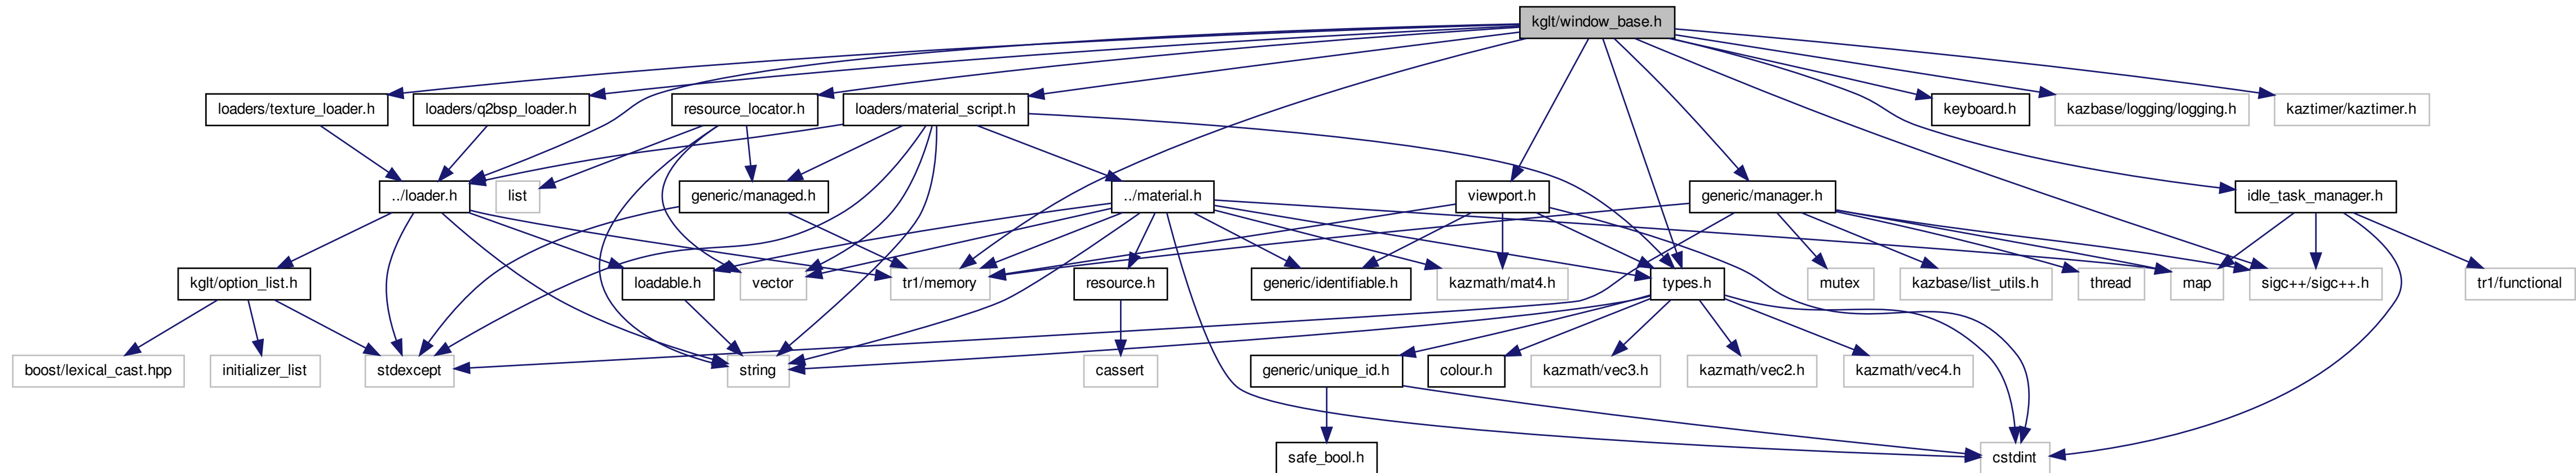 kglt/window_base.h
loaders/texture_loader.h
loaders/q2bsp_loader.h
resource_locator.h
loaders/material_script.h
keyboard.h
kazbase/logging/logging.h
kaztimer/kaztimer.h
../loader.h
list
generic/managed.h
../material.h
viewport.h
generic/manager.h
idle_task_manager.h
kglt/option_list.h
loadable.h
vector
tr1/memory
resource.h
generic/identifiable.h
kazmath/mat4.h
types.h
mutex
kazbase/list_utils.h
thread
map
sigc++/sigc++.h
tr1/functional
boost/lexical_cast.hpp
initializer_list
stdexcept
string
cassert
generic/unique_id.h
colour.h
kazmath/vec3.h
kazmath/vec2.h
kazmath/vec4.h
safe_bool.h
cstdint